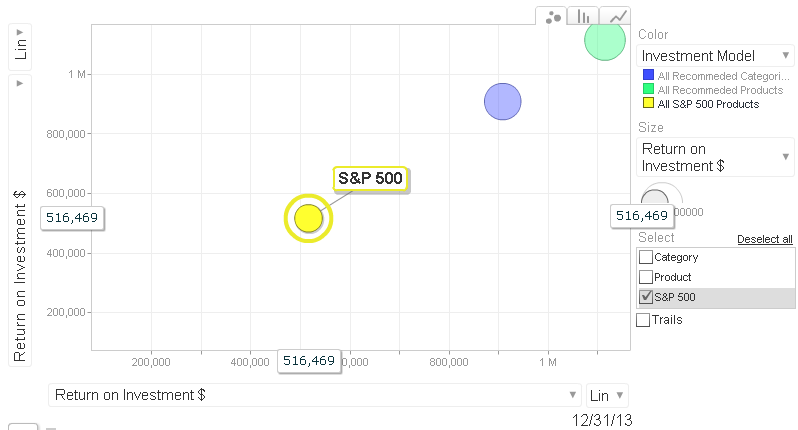 Lin
Return on Investment $
1 M
800,000
600,000
400,000
200,000
516,469
S&P 500
516,469
200,000
400,000
516,469
800,000
1 M
Return on Investment $
Lin
12/31/13
Color
Investment Model
All Recommeded Categori...
All Recommeded Products
All S&P 500 Products
Size
Return on
Investment $
Select
Deselect all
Category
Product
S&P 500
Trails